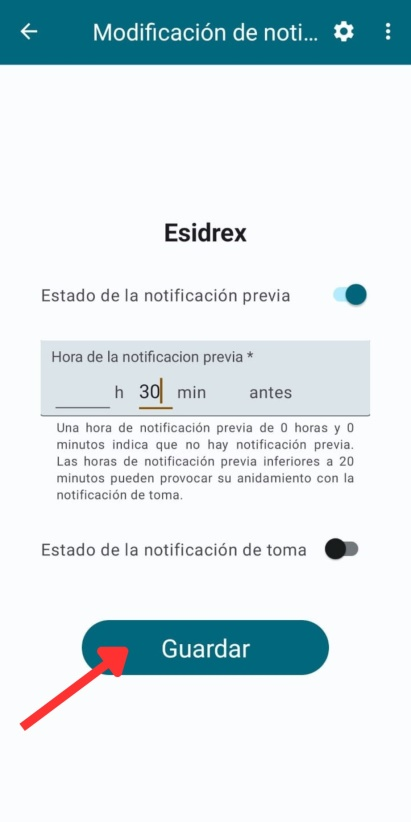 Modificación de noti...
Esidrex
Estado de la notificación previa
Hora de la notificacion previa *
h 30 min antes
Una hora de notificación previa de 0 horas y 0
minutos indica que no hay notificación previa.
Las horas de notificación previa inferiores a 20
minutos pueden provocar su anidamiento con la
notificación de toma.
Estado de la notificación de toma
Guardar